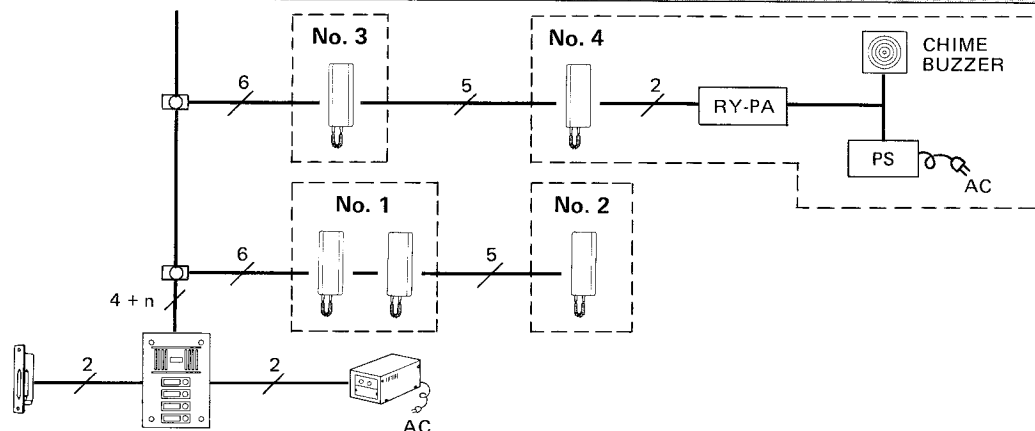 No. 3
No. 4
CHIME
BUZZER
6
5
2
RY-PA
PS
AC
No. 1
No. 2
6
5
4 + n
2
2
AC